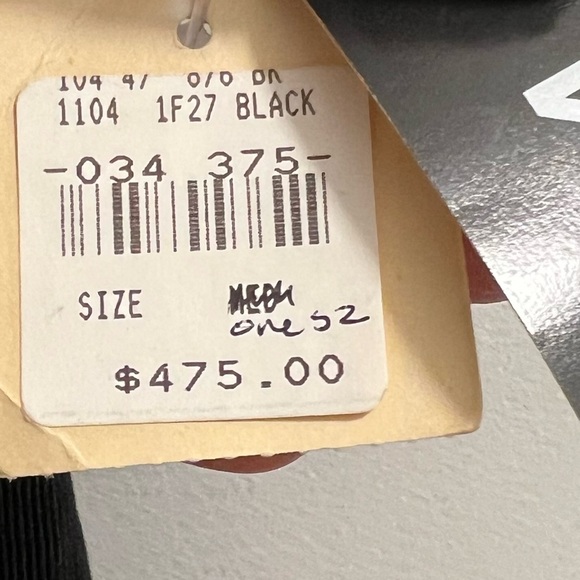 1104 1F27 BLACK
-034 375-
SIZE
one sz
$475.00